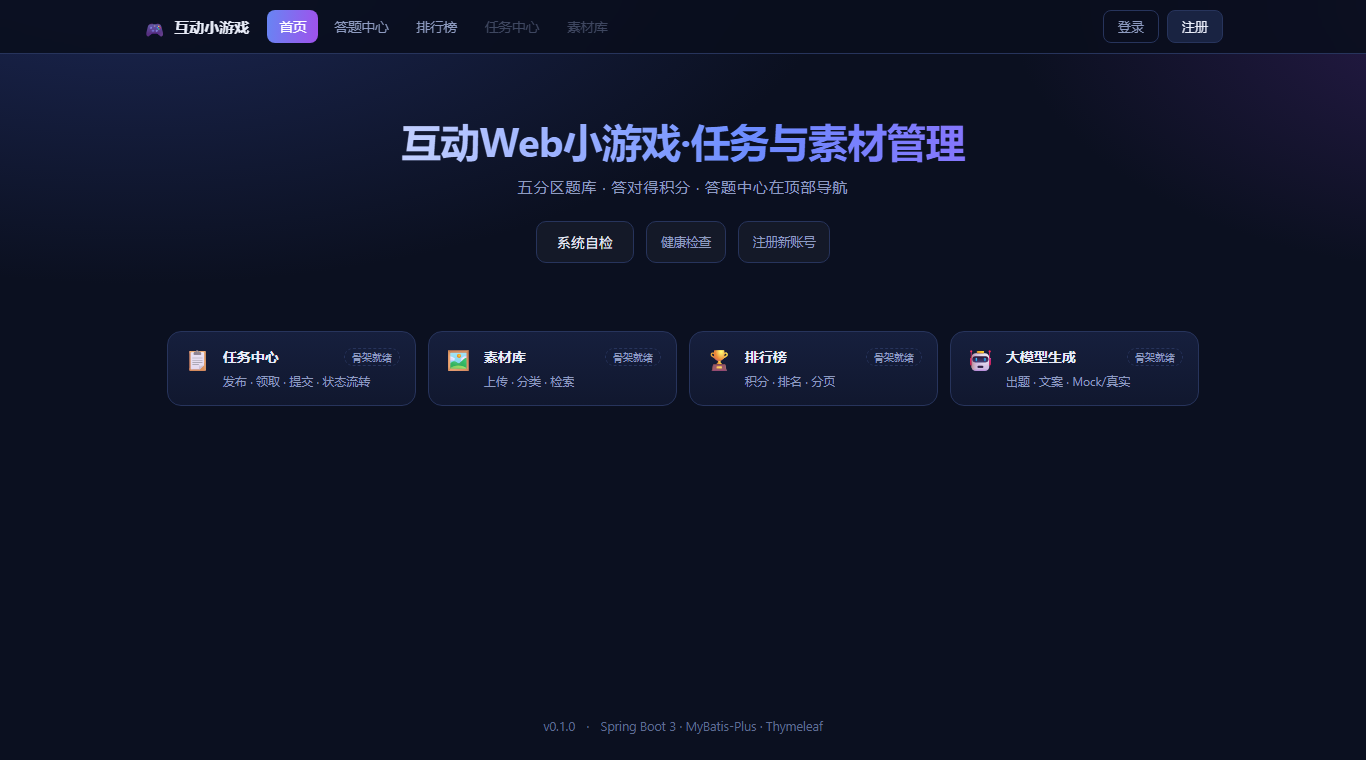 互动小游戏 首页 答题中心 排行榜 任务中心 素材库 登录 注册
互动Web小游戏·任务与素材管理
五分区题库 · 答对得积分 · 答题中心在顶部导航
系统自检 健康检查 注册新账号
任务中心 骨架就绪
发布 · 领取 · 提交 · 状态流转
素材库 骨架就绪
上传 · 分类 · 检索
排行榜 骨架就绪
积分 · 排名 · 分页
大模型生成 骨架就绪
出题 · 文案 · Mock/真实
v0.1.0 · Spring Boot 3 · MyBatis-Plus · Thymeleaf